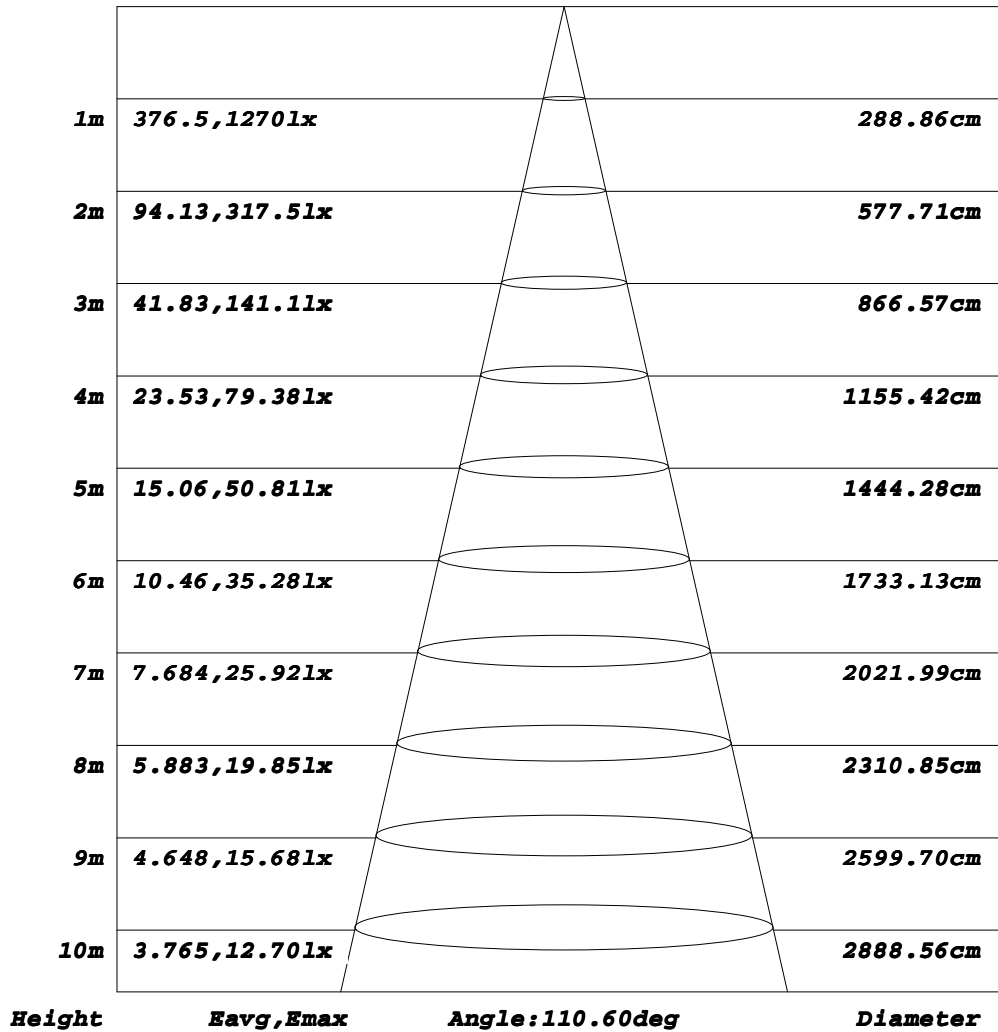 1m 376.5,1270lx 288.86cm
2m 94.13,317.5lx 577.71cm
3m 41.83,141.1lx 866.57cm
4m 23.53,79.38lx 1155.42cm
5m 15.06,50.81lx 1444.28cm
6m 10.46,35.28lx 1733.13cm
7m 7.684,25.92lx 2021.99cm
8m 5.883,19.85lx 2310.85cm
9m 4.648,15.68lx 2599.70cm
10m 3.765,12.70lx 2888.56cm
Height Eavg,Emax Angle:110.60deg Diameter